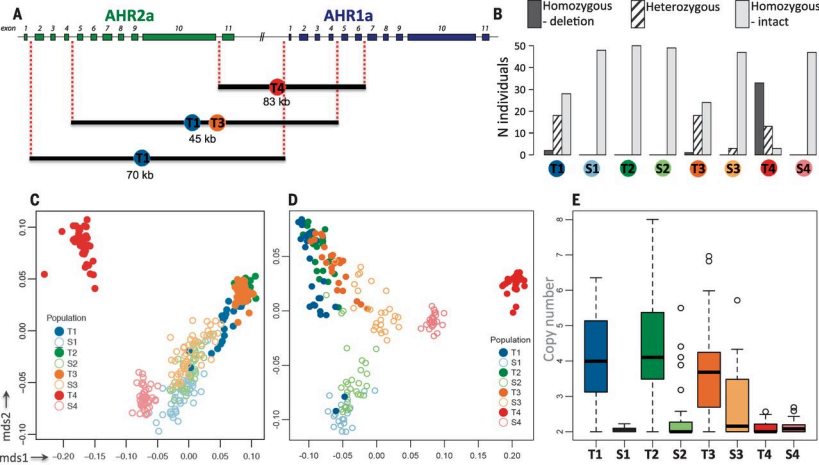 A
AHR2a
AHR1a
exon 1 2 3 4 5 6 7 8 9 10 11 // 1 2 3 4 5 6 7 8 9 10 11
T4
83 kb
T1 T3
45 kb
T1
70 kb
B
Homozygous - deletion
Heterozygous
Homozygous - intact
N individuals
50
40
30
20
10
0
T1 S1 T2 S2 T3 S3 T4 S4
C
0.10
0.05
0.00
-0.05
-0.10
Population
T1
S1
T2
S2
T3
S3
T4
S4
-0.20 -0.15 -0.10 -0.05 0.00 0.05 0.10
mds2
mds1
D
0.05
0.00
-0.05
-0.10
Population
T1
S1
T2
S2
T3
S3
T4
S4
-0.10 -0.05 0.00 0.05 0.10 0.15 0.20
E
Copy number
8
7
6
5
4
3
2
T1 S1 T2 S2 T3 S3 T4 S4